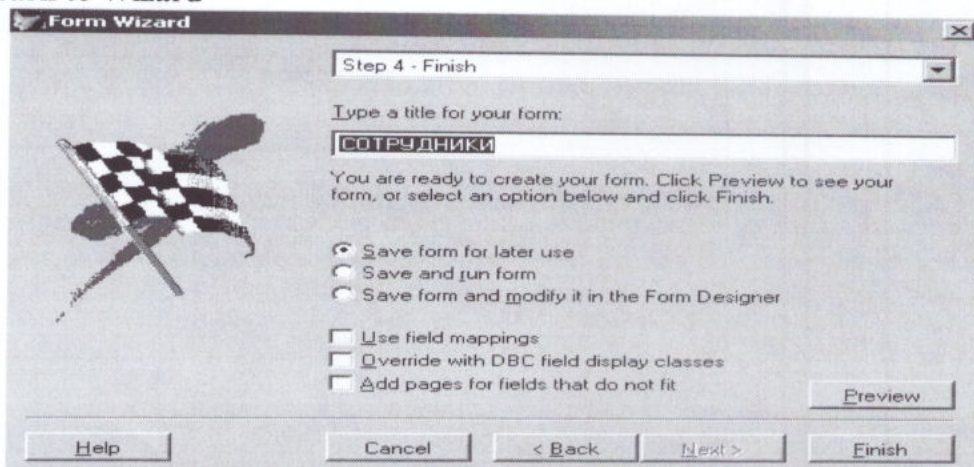 Form Wizard
Step 4 - Finish
Type a title for your form:
СОТРУДНИКИ
You are ready to create your form. Click Preview to see your
form, or select an option below and click Finish.
Save form for later use
Save and run form
Save form and modify it in the Form Designer
Use field mappings
Override with DBC field display classes
Add pages for fields that do not fit
Preview
Help
Cancel
< Back
Next >
Finish